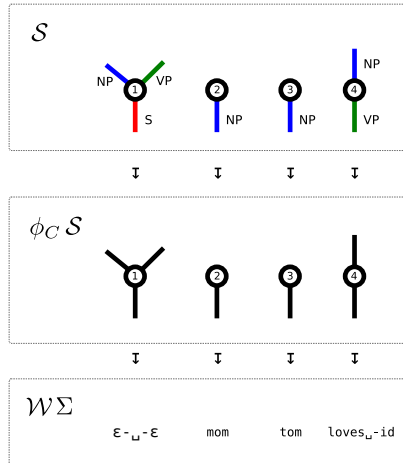 𝒮
NP 1 VP 2 3 NP 4
S NP NP VP
↧ ↧ ↧ ↧
ϕ_C 𝒮
1 2 3 4
↧ ↧ ↧ ↧
𝒲 Σ
ε-␣-ε mom tom loves␣-id